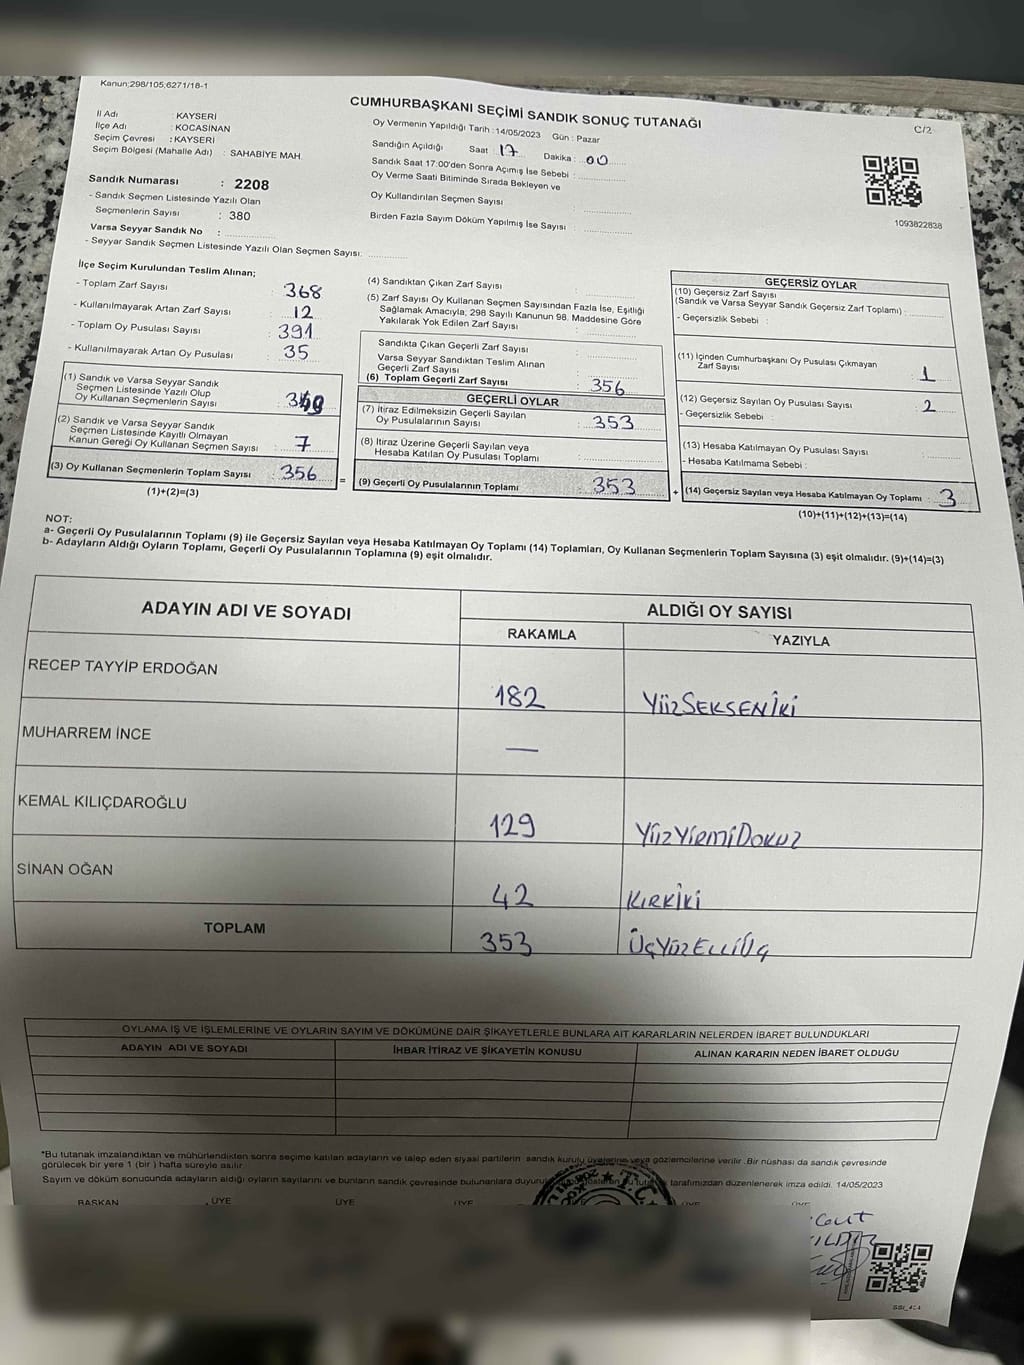 Kanun;298/105;6271/18-1
CUMHURBAŞKANI SEÇİMİ SANDIK SONUÇ TUTANAĞI
C/2
İl Adı : KAYSERİ
İlçe Adı : KOCASİNAN
Seçim Çevresi : KAYSERİ
Seçim Bölgesi (Mahalle Adı) : SAHABİYE MAH.
Oy Vermenin Yapıldığı Tarih : 14/05/2023 Gün : Pazar
Sandığın Açıldığı Saat : 17 Dakika : 00
Sandık Saat 17:00'den Sonra Açılmış İse Sebebi :
Oy Verme Saati Bitiminde Sırada Bekleyen ve
Oy Kullandırılan Seçmen Sayısı :
Birden Fazla Sayım Döküm Yapılmış İse Sayısı :
1093822838
Sandık Numarası : 2208
- Sandık Seçmen Listesinde Yazılı Olan
Seçmenlerin Sayısı : 380
Varsa Seyyar Sandık No :
- Seyyar Sandık Seçmen Listesinde Yazılı Olan Seçmen Sayısı:
İlçe Seçim Kurulundan Teslim Alınan;
- Toplam Zarf Sayısı : 368
- Kullanılmayarak Artan Zarf Sayısı : 12
- Toplam Oy Pusulası Sayısı : 391
- Kullanılmayarak Artan Oy Pusulası : 35
(1) Sandık ve Varsa Seyyar Sandık
Seçmen Listesinde Yazılı Olup
Oy Kullanan Seçmenlerin Sayısı :
(2) Sandık ve Varsa Seyyar Sandık
Seçmen Listesinde Kayıtlı Olmayan
Kanun Gereği Oy Kullanan Seçmen Sayısı : 7
(3) Oy Kullanan Seçmenlerin Toplam Sayısı : 356
(1)+(2)=(3)
=
(4) Sandıktan Çıkan Zarf Sayısı :
(5) Zarf Sayısı Oy Kullanan Seçmen Sayısından Fazla İse, Eşitliği
Sağlamak Amacıyla, 298 Sayılı Kanunun 98. Maddesine Göre
Yakılarak Yok Edilen Zarf Sayısı :
Sandıkta Çıkan Geçerli Zarf Sayısı :
Varsa Seyyar Sandıktan Teslim Alınan
Geçerli Zarf Sayısı :
(6) Toplam Geçerli Zarf Sayısı : 356
GEÇERLİ OYLAR
(7) İtiraz Edilmeksizin Geçerli Sayılan
Oy Pusulalarının Sayısı : 353
(8) İtiraz Üzerine Geçerli Sayılan veya
Hesaba Katılan Oy Pusulası Toplamı :
(9) Geçerli Oy Pusulalarının Toplamı : 353
+
GEÇERSİZ OYLAR
(10) Geçersiz Zarf Sayısı
(Sandık ve Varsa Seyyar Sandık Geçersiz Zarf Toplamı) :
- Geçersizlik Sebebi :
(11) İçinden Cumhurbaşkanı Oy Pusulası Çıkmayan
Zarf Sayısı : 1
(12) Geçersiz Sayılan Oy Pusulası Sayısı : 2
- Geçersizlik Sebebi :
(13) Hesaba Katılmayan Oy Pusulası Sayısı :
- Hesaba Katılmama Sebebi :
(14) Geçersiz Sayılan veya Hesaba Katılmayan Oy Toplamı : 3
(10)+(11)+(12)+(13)=(14)
NOT:
a- Geçerli Oy Pusulalarının Toplamı (9) ile Geçersiz Sayılan veya Hesaba Katılmayan Oy Toplamı (14) Toplamları, Oy Kullanan Seçmenlerin Toplam Sayısına (3) eşit olmalıdır. (9)+(14)=(3)
b- Adayların Aldığı Oyların Toplamı, Geçerli Oy Pusulalarının Toplamına (9) eşit olmalıdır.
ADAYIN ADI VE SOYADI ALDIĞI OY SAYISI
RAKAMLA YAZIYLA
RECEP TAYYİP ERDOĞAN 182 YüzSEKSENİKİ
MUHARREM İNCE —
KEMAL KILIÇDAROĞLU 129 YüzYİRMİDOKUZ
SİNAN OĞAN 42 KIRKİKİ
TOPLAM 353 ÜÇYÜZELLİÜÇ
OYLAMA İŞ VE İŞLEMLERİNE VE OYLARIN SAYIM VE DÖKÜMÜNE DAİR ŞİKAYETLERLE BUNLARA AİT KARARLARIN NELERDEN İBARET BULUNDUKLARI
ADAYIN ADI VE SOYADI İHBAR İTİRAZ VE ŞİKAYETİN KONUSU ALINAN KARARIN NEDEN İBARET OLDUĞU
*Bu tutanak imzalandıktan ve mühürlendikten sonra seçime katılan adayların ve talep eden siyasi partilerin sandık kurulu üyelerine veya gözlemcilerine verilir. Bir nüshası da sandık çevresinde
görülecek bir yere 1 (bir) hafta süreyle asılır.
Sayım ve döküm sonucunda adayların aldığı oyların sayılarını ve bunların sandık çevresinde bulunanlara tarafımızdan düzenlenerek imza edildi. 14/05/2023
BAŞKAN ÜYE ÜYE ÜYE ÜYE ÜYE
T.C.